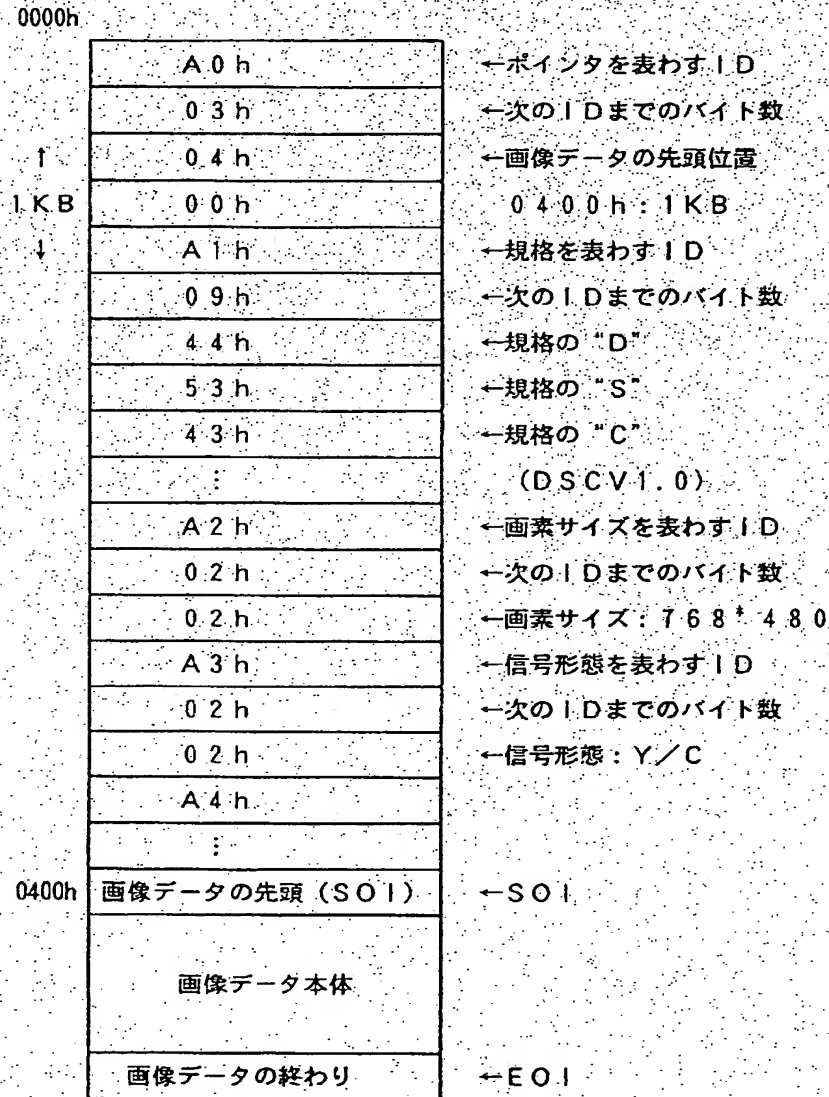 0000h
A0h ←ポインタを表わすID
03h ←次のIDまでのバイト数
↑ 04h ←画像データの先頭位置
1KB 00h 0400h:1KB
↓ A1h ←規格を表わすID
09h ←次のIDまでのバイト数
44h ←規格の“D”
53h ←規格の“S”
43h ←規格の“C”
⋮ (DSCV1.0)
A2h ←画素サイズを表わすID
02h ←次のIDまでのバイト数
02h ←画素サイズ:768*480
A3h ←信号形態を表わすID
02h ←次のIDまでのバイト数
02h ←信号形態:Y/C
A4h
⋮
0400h 画像データの先頭(SOI) ←SOI
画像データ本体
画像データの終わり ←EOI